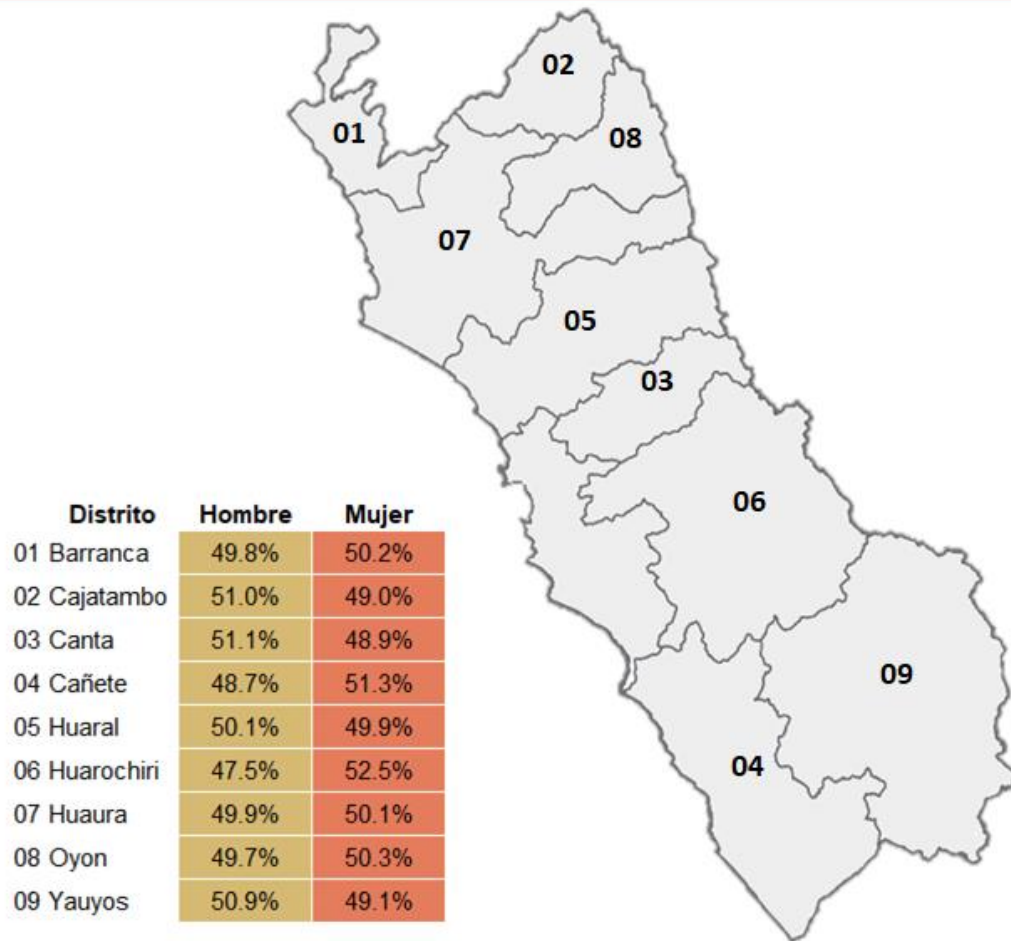 02
01
08
07
05
03
06
09
04
Distrito Hombre Mujer
01 Barranca 49.8% 50.2%
02 Cajatambo 51.0% 49.0%
03 Canta 51.1% 48.9%
04 Cañete 48.7% 51.3%
05 Huaral 50.1% 49.9%
06 Huarochiri 47.5% 52.5%
07 Huaura 49.9% 50.1%
08 Oyon 49.7% 50.3%
09 Yauyos 50.9% 49.1%